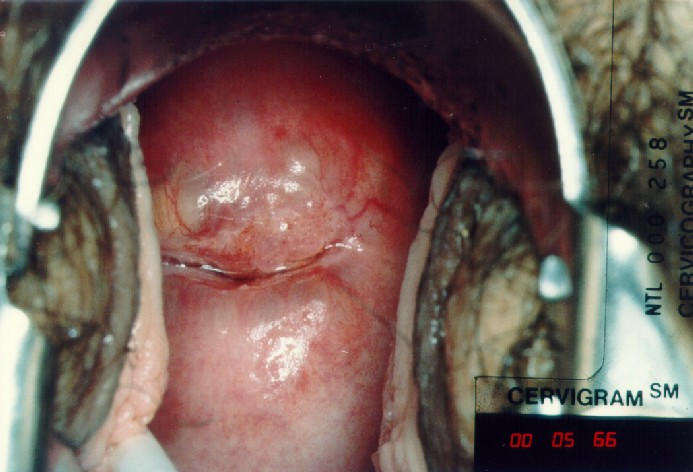 NTL 000 258
CERVICOGRAPHY SM
CERVIGRAM SM
00 05 66